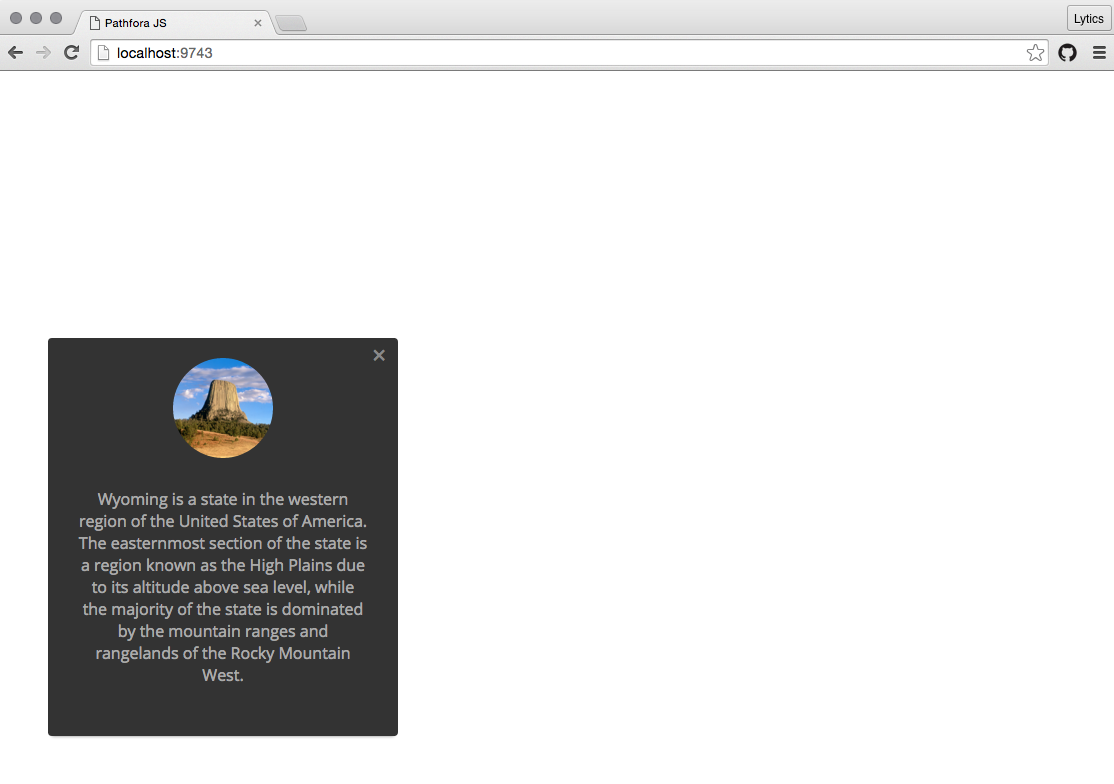 Pathfora JS
Lytics
localhost:9743
Wyoming is a state in the western
region of the United States of America.
The easternmost section of the state is
a region known as the High Plains due
to its altitude above sea level, while
the majority of the state is dominated
by the mountain ranges and
rangelands of the Rocky Mountain
West.